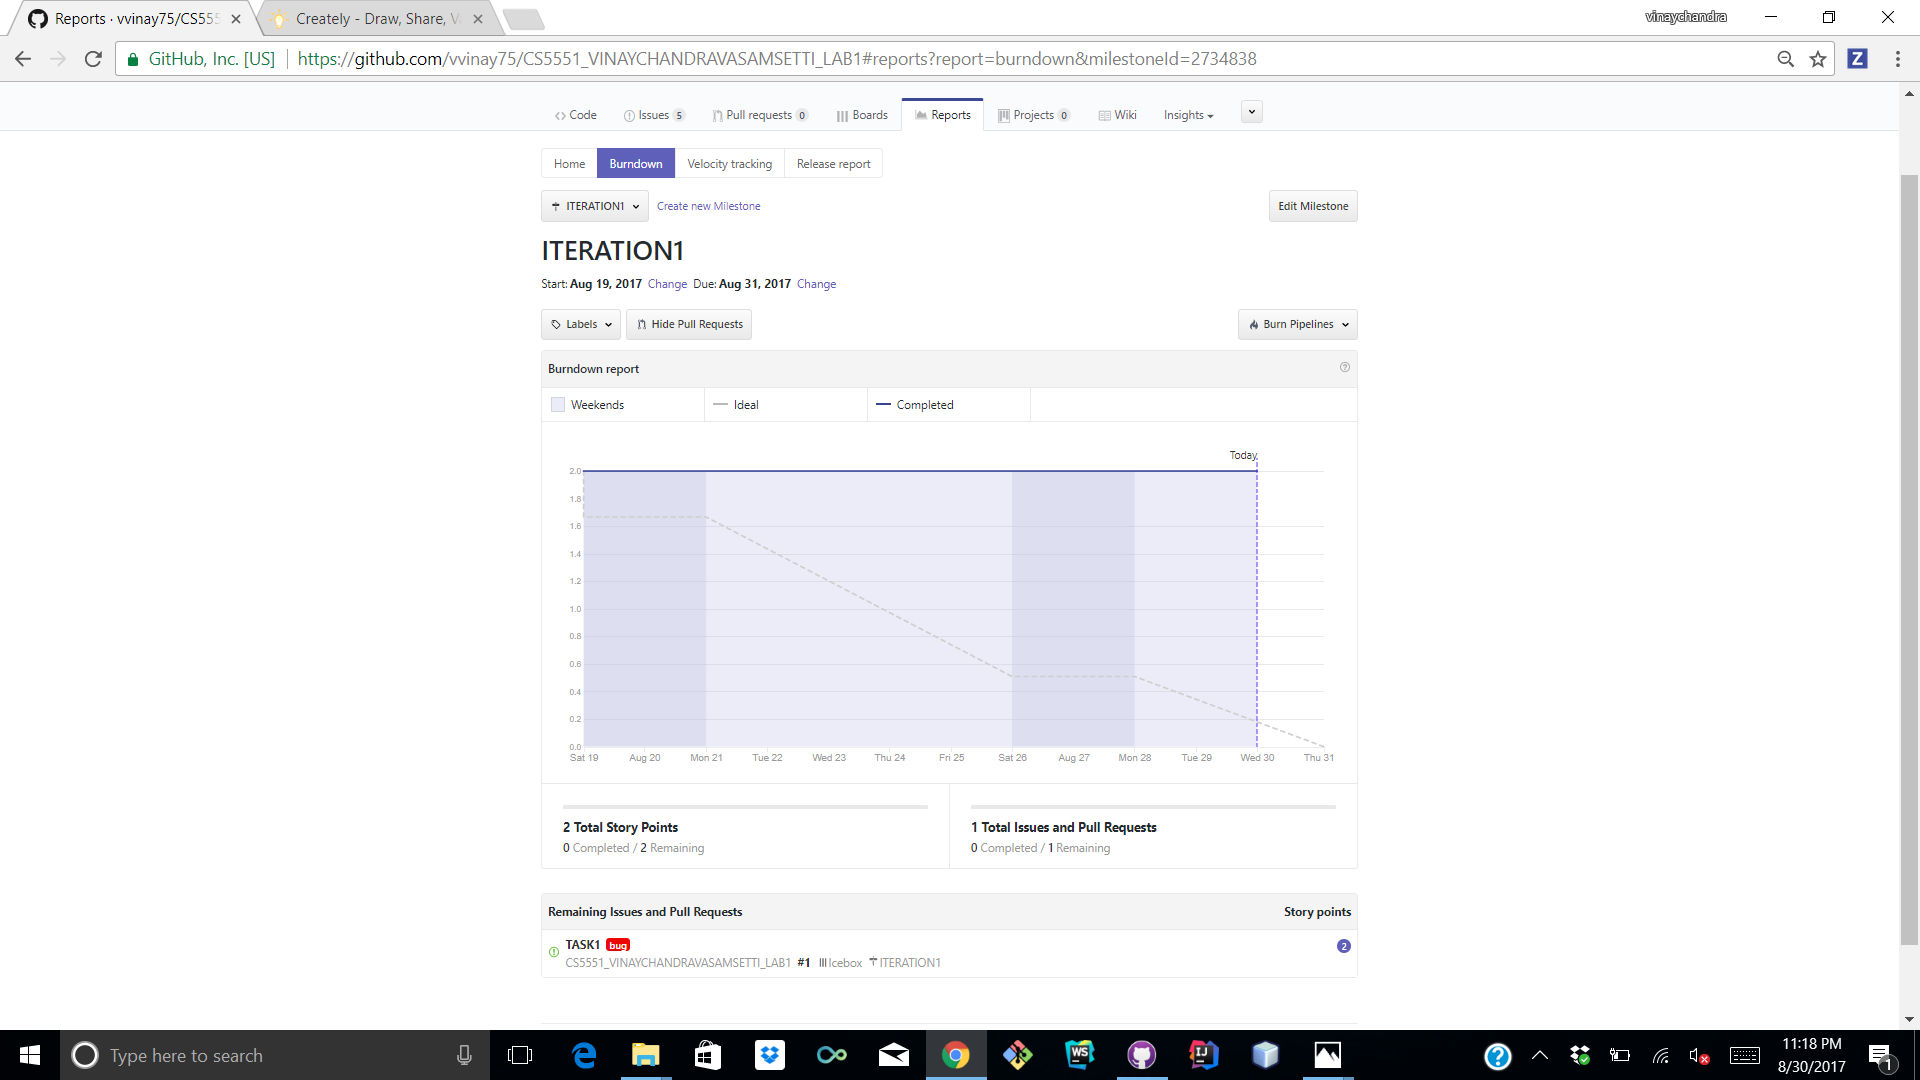 Reports · vvinay75/CS555
Creately - Draw, Share, V
vinaychandra
GitHub, Inc. [US] https://github.com/vvinay75/CS5551_VINAYCHANDRAVASAMSETTI_LAB1#reports?report=burndown&milestoneId=2734838
Z
Code Issues 5 Pull requests 0 Boards Reports Projects 0 Wiki Insights
Home Burndown Velocity tracking Release report
ITERATION1 Create new Milestone Edit Milestone
ITERATION1
Start: Aug 19, 2017 Change Due: Aug 31, 2017 Change
Labels Hide Pull Requests Burn Pipelines
Burndown report
Weekends Ideal Completed
Today
2.0
1.8
1.6
1.4
1.2
1.0
0.8
0.6
0.4
0.2
0.0
Sat 19 Aug 20 Mon 21 Tue 22 Wed 23 Thu 24 Fri 25 Sat 26 Aug 27 Mon 28 Tue 29 Wed 30 Thu 31
2 Total Story Points
0 Completed / 2 Remaining
1 Total Issues and Pull Requests
0 Completed / 1 Remaining
Remaining Issues and Pull Requests Story points
TASK1 bug 2
CS5551_VINAYCHANDRAVASAMSETTI_LAB1 #1 Icebox ITERATION1
Type here to search
WS
IJ
11:18 PM
8/30/2017
1